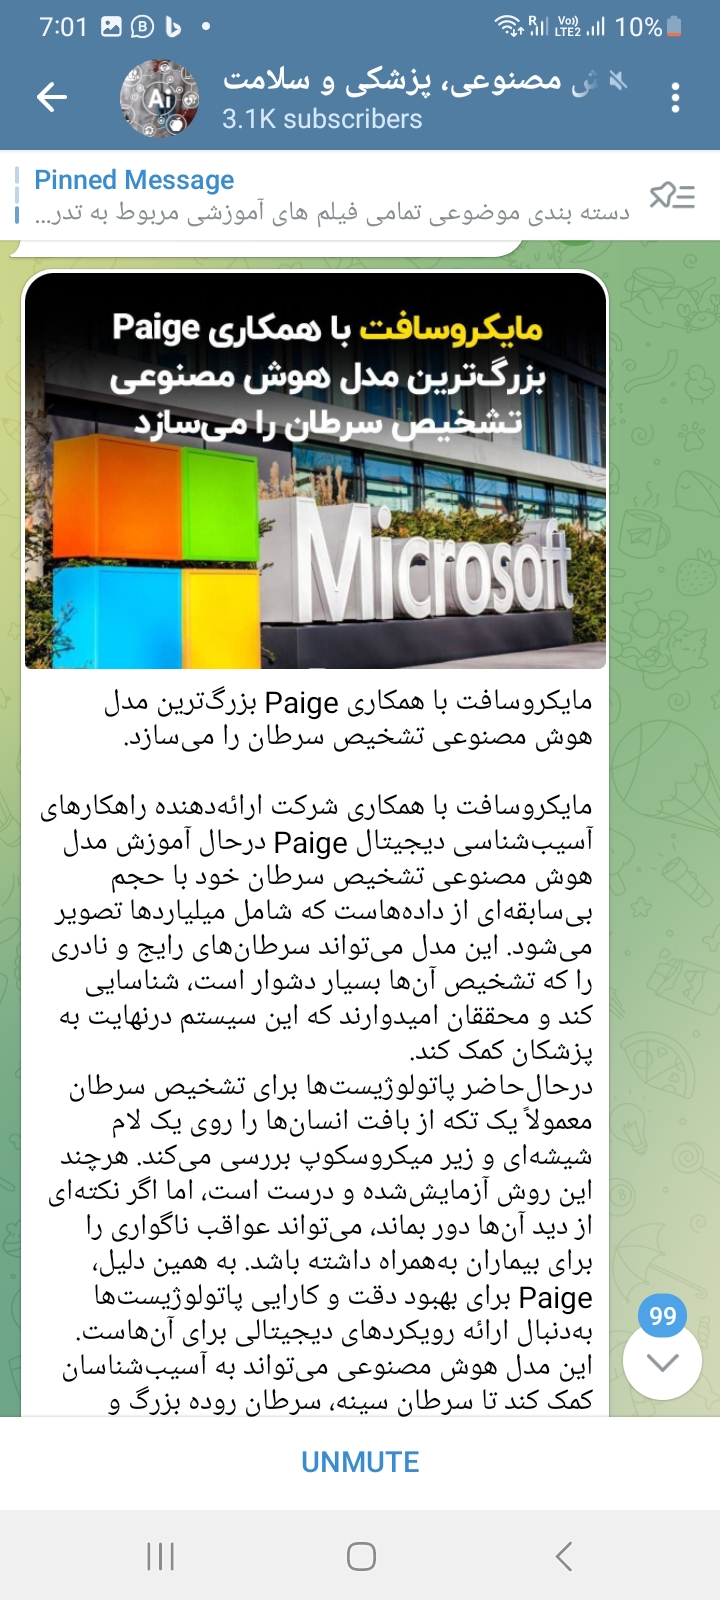 7:01
10%
ش مصنوعی، پزشکی و سلامت
3.1K subscribers
Pinned Message
دسته بندی موضوعی تمامی فیلم های آموزشی مربوط به تدر...
مایکروسافت با همکاری Paige
بزرگ‌ترین مدل هوش مصنوعی
تشخیص سرطان را می‌سازد
Microsoft
مایکروسافت با همکاری Paige بزرگ‌ترین مدل
هوش مصنوعی تشخیص سرطان را می‌سازد.
مایکروسافت با همکاری شرکت ارائه‌دهنده راهکارهای
آسیب‌شناسی دیجیتال Paige درحال آموزش مدل
هوش مصنوعی تشخیص سرطان خود با حجم
بی‌سابقه‌ای از داده‌هاست که شامل میلیاردها تصویر
می‌شود. این مدل می‌تواند سرطان‌های رایج و نادری
را که تشخیص آن‌ها بسیار دشوار است، شناسایی
کند و محققان امیدوارند که این سیستم درنهایت به
پزشکان کمک کند.
درحال‌حاضر پاتولوژیست‌ها برای تشخیص سرطان
معمولاً یک تکه از بافت انسان‌ها را روی یک لام
شیشه‌ای و زیر میکروسکوپ بررسی می‌کند. هرچند
این روش آزمایش‌شده و درست است، اما اگر نکته‌ای
از دید آن‌ها دور بماند، می‌تواند عواقب ناگواری را
برای بیماران به‌همراه داشته باشد. به همین دلیل،
Paige برای بهبود دقت و کارایی پاتولوژیست‌ها
به‌دنبال ارائه رویکردهای دیجیتالی برای آن‌هاست.
این مدل هوش مصنوعی می‌تواند به آسیب‌شناسان
کمک کند تا سرطان سینه، سرطان روده بزرگ و
99
UNMUTE